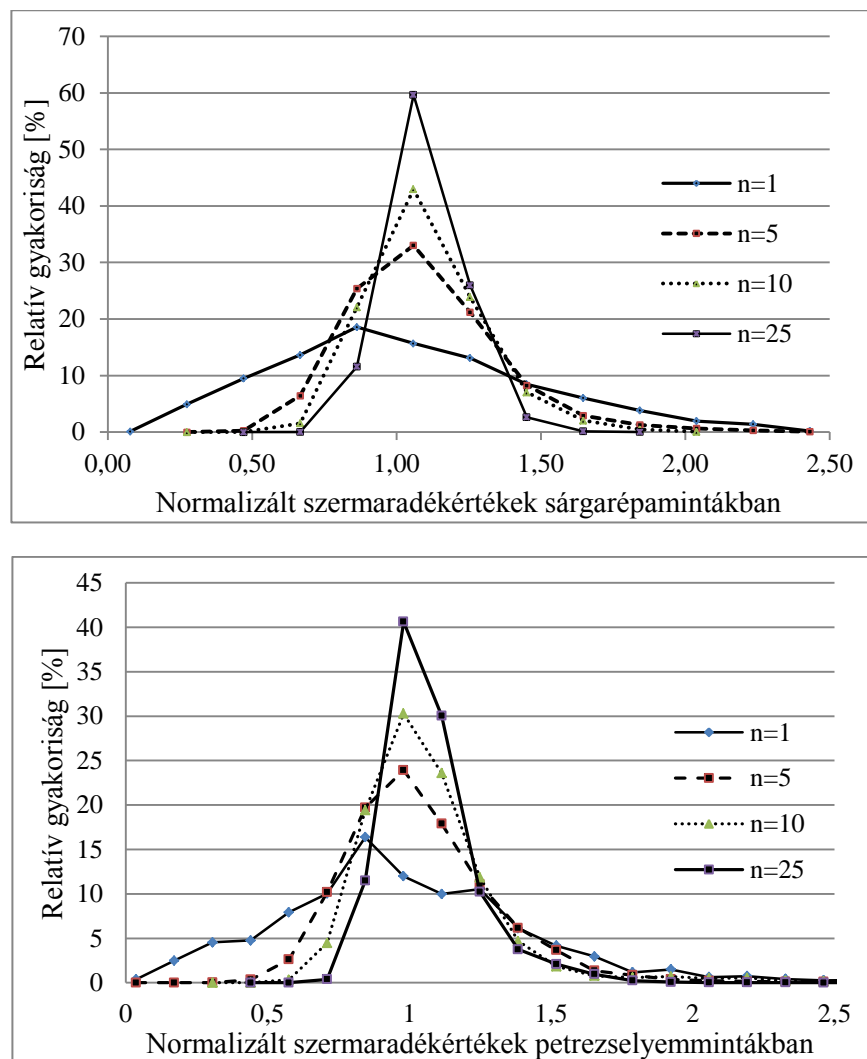 70
60
50
40
30
20
10
0
Relatív gyakoriság [%]
n=1
n=5
n=10
n=25
0,00 0,50 1,00 1,50 2,00 2,50
Normalizált szermaradékértékek sárgarépamintákban
45
40
35
30
25
20
15
10
5
0
Relatív gyakoriság [%]
n=1
n=5
n=10
n=25
0 0,5 1 1,5 2 2,5
Normalizált szermaradékértékek petrezselyemmintákban